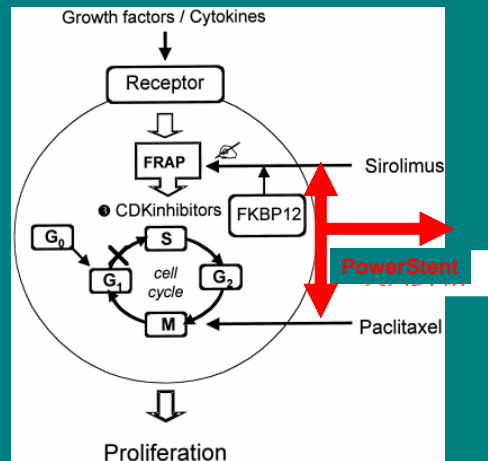 Growth factors / Cytokines
Receptor
FRAP
Sirolimus
❸ CDKinhibitors
FKBP12
G0
S
G1
cell
cycle
G2
PowerStent
M
Paclitaxel
Proliferation